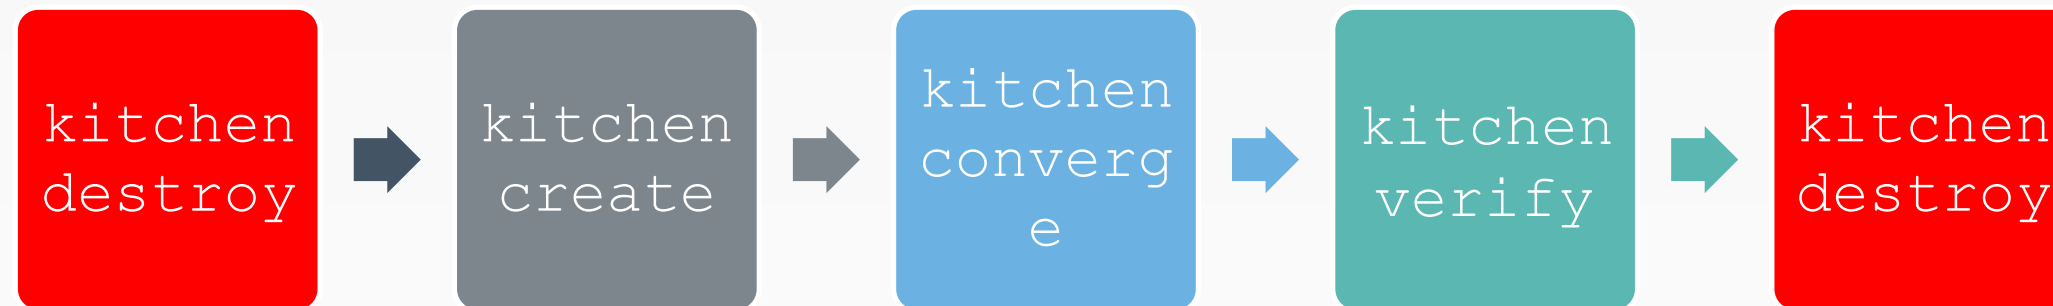 kitchen
destroy
kitchen
create
kitchen
converg
e
kitchen
verify
kitchen
destroy